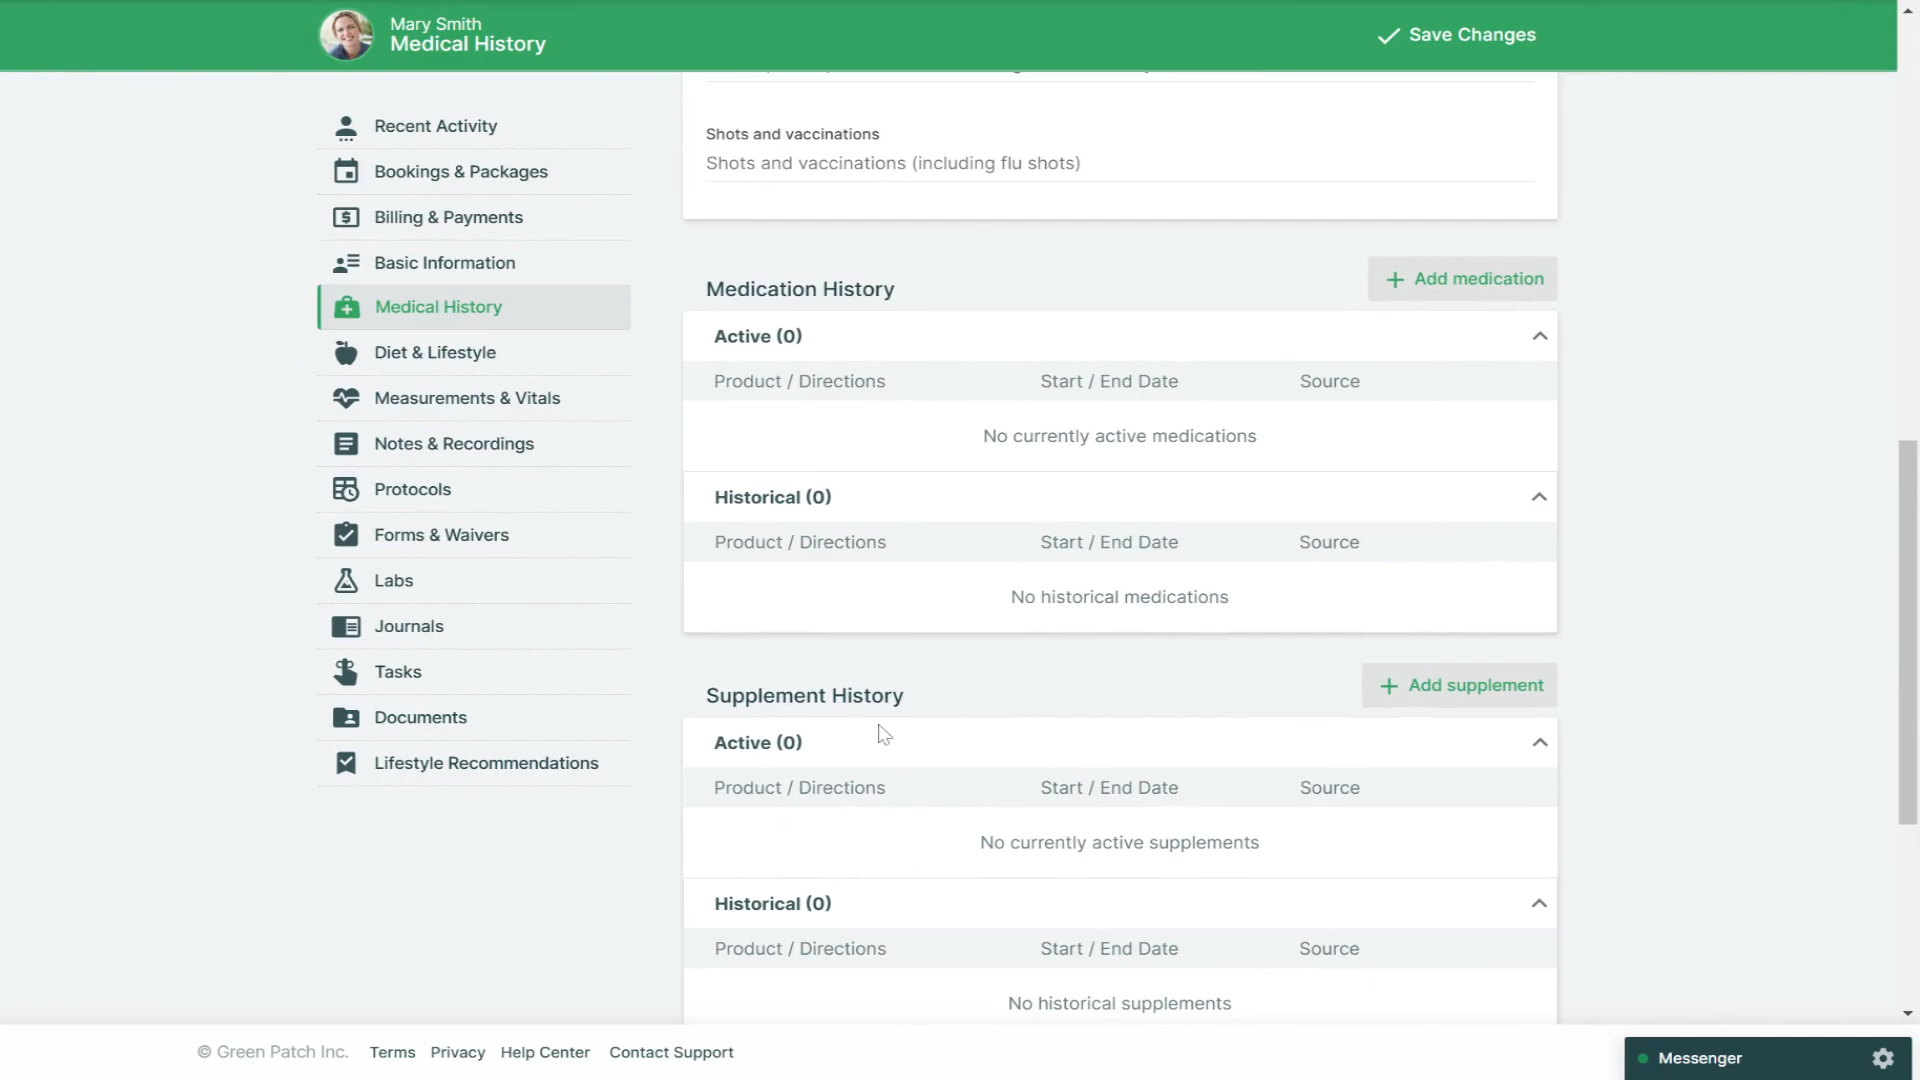 Mary Smith
Medical History
Save Changes
Recent Activity
Bookings & Packages
Billing & Payments
Basic Information
Medical History
Diet & Lifestyle
Measurements & Vitals
Notes & Recordings
Protocols
Forms & Waivers
Labs
Journals
Tasks
Documents
Lifestyle Recommendations
Shots and vaccinations
Shots and vaccinations (including flu shots)
Medication History
+ Add medication
Active (0)
Product / Directions Start / End Date Source
No currently active medications
Historical (0)
Product / Directions Start / End Date Source
No historical medications
Supplement History
+ Add supplement
Active (0)
Product / Directions Start / End Date Source
No currently active supplements
Historical (0)
Product / Directions Start / End Date Source
No historical supplements
© Green Patch Inc. Terms Privacy Help Center Contact Support
Messenger